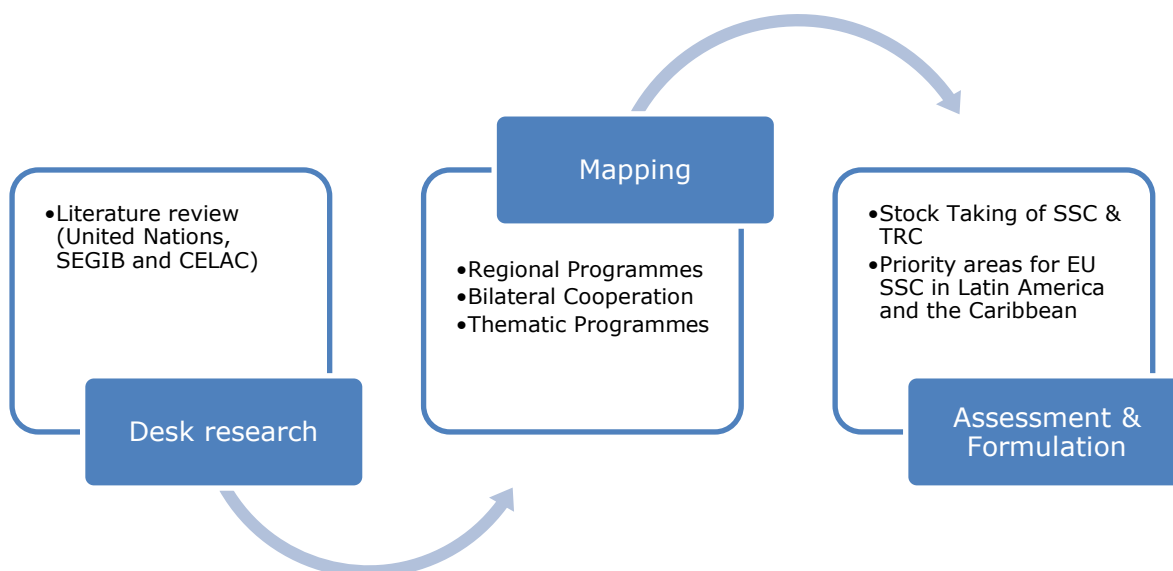 •Literature review
(United Nations,
SEGIB and CELAC)
Desk research
Mapping
•Regional Programmes
•Bilateral Cooperation
•Thematic Programmes
•Stock Taking of SSC &
TRC
•Priority areas for EU
SSC in Latin America
and the Caribbean
Assessment &
Formulation